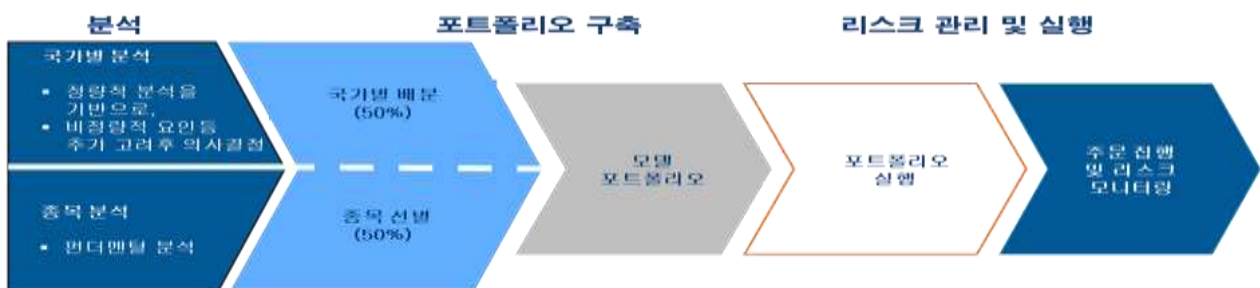 분석
포트폴리오 구축
리스크 관리 및 실행
국가별 분석
• 정량적 분석을
기반으로,
• 비정량적 요인등
추가 고려후 의사결정
종목 분석
• 펀더멘털 분석
국가별 배분
(50%)
종목 선별
(50%)
모델
포트폴리오
포트폴리오
실행
주문 집행
및 리스크
모니터링